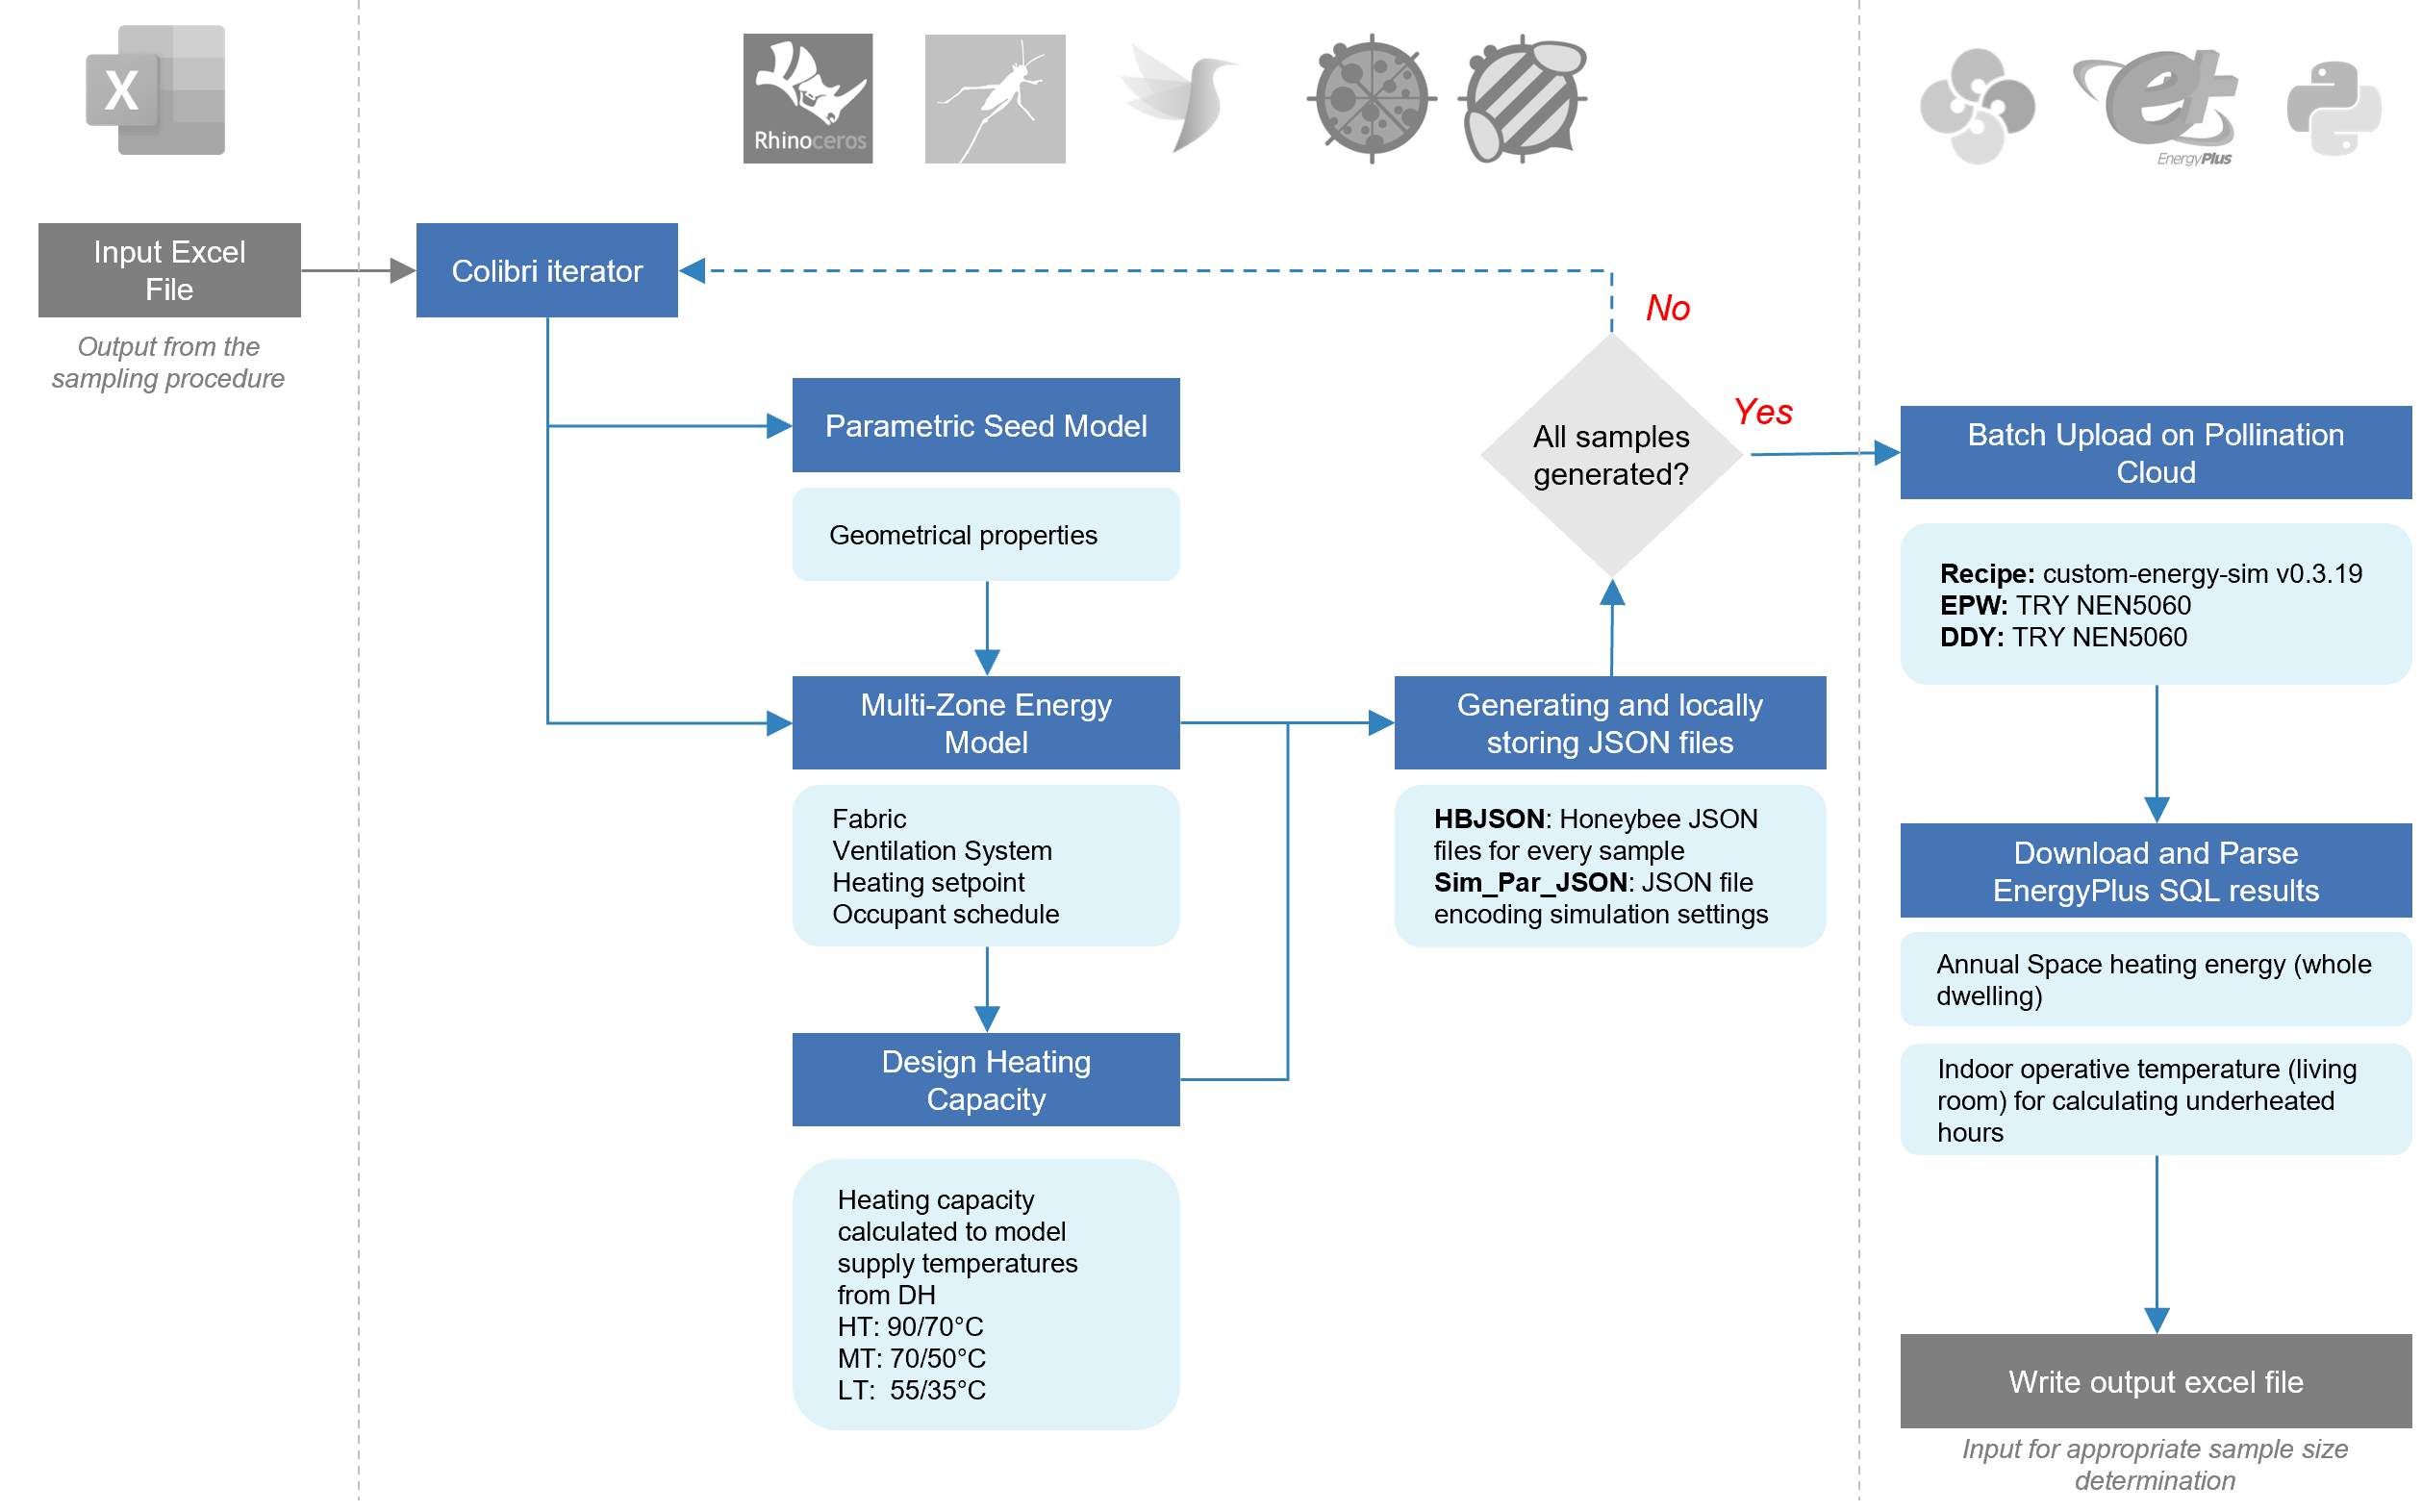 X
Rhinoceros
e+
EnergyPlus
Input Excel
File
Output from the
sampling procedure
Colibri iterator
Parametric Seed Model
Geometrical properties
Multi-Zone Energy
Model
Fabric
Ventilation System
Heating setpoint
Occupant schedule
Design Heating
Capacity
Heating capacity
calculated to model
supply temperatures
from DH
HT: 90/70°C
MT: 70/50°C
LT:  55/35°C
Generating and locally
storing JSON files
HBJSON: Honeybee JSON
files for every sample
Sim_Par_JSON: JSON file
encoding simulation settings
All samples
generated?
No
Yes
Batch Upload on Pollination
Cloud
Recipe: custom-energy-sim v0.3.19
EPW: TRY NEN5060
DDY: TRY NEN5060
Download and Parse
EnergyPlus SQL results
Annual Space heating energy (whole
dwelling)
Indoor operative temperature (living
room) for calculating underheated
hours
Write output excel file
Input for appropriate sample size
determination